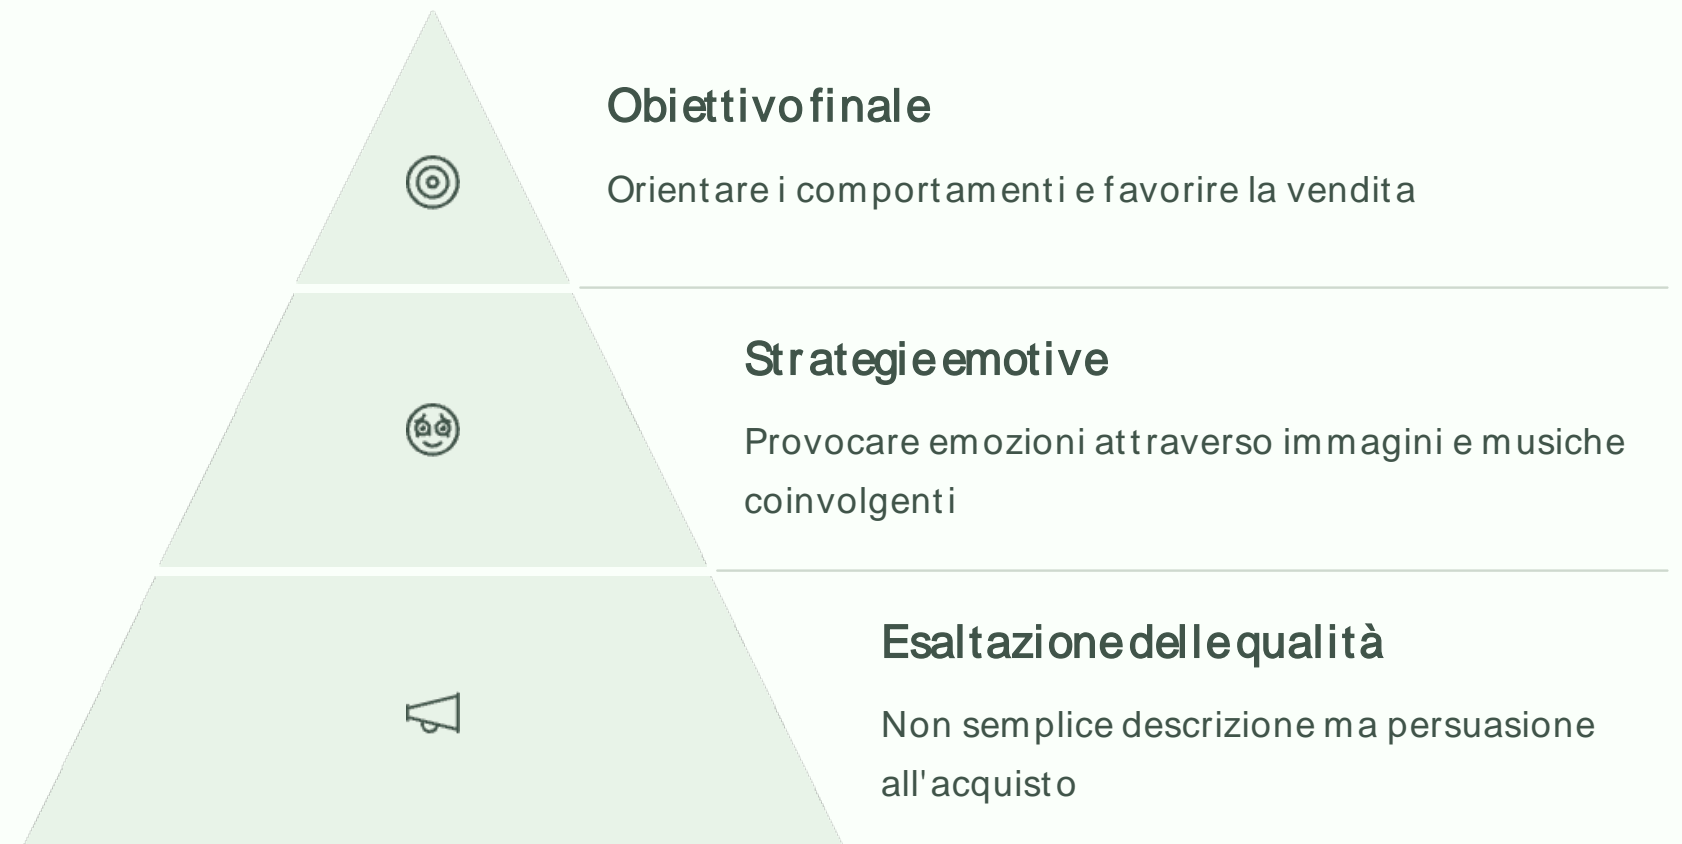 Obiettivo finale
Orientare i comportamenti e favorire la vendita
Strategie emotive
Provocare emozioni attraverso immagini e musiche
coinvolgenti
Esaltazione delle qualità
Non semplice descrizione ma persuasione
all'acquisto